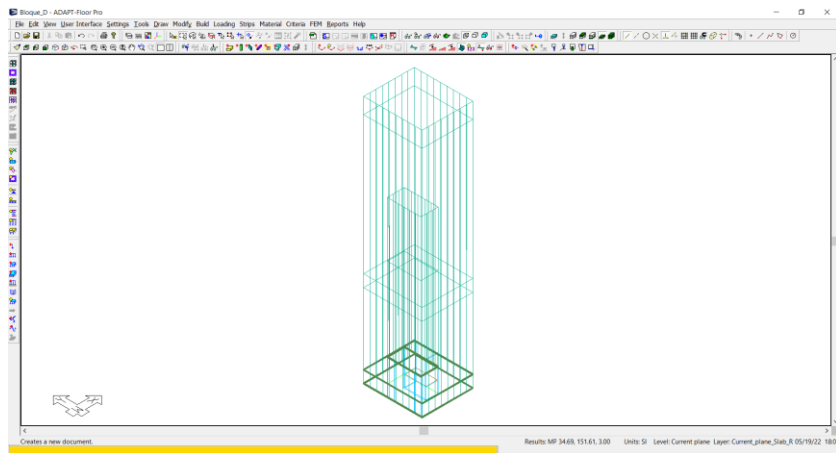 Bloque_D - ADAPT-Floor Pro
File Edit View User Interface Settings Tools Draw Modify Build Loading Strips Material Criteria FEM Reports Help
Creates a new document. Results: MP 34.69, 151.61, 3.00 Units: SI Level: Current plane Layer: Current_plane_Slab_R 05/19/22